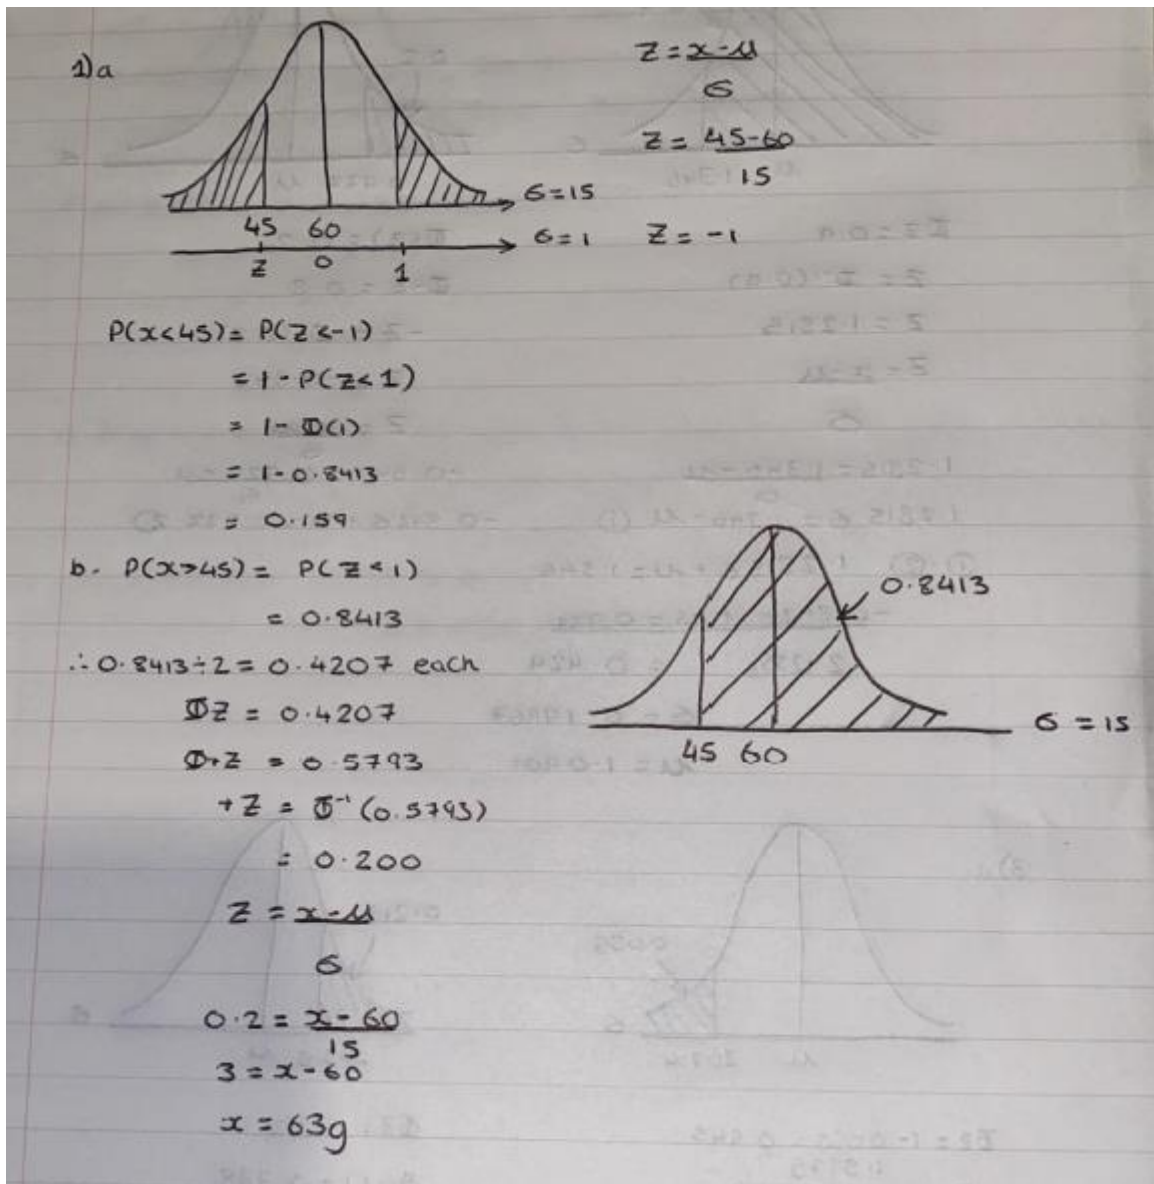 1)a
Z = x-μ
σ
Z = 45-60
15
σ=15
45 60
σ=1
Z = -1
Z 0 1
P(x<45) = P(Z<-1)
= 1 - P(Z<1)
= 1- Φ(1)
= 1-0.8413
= 0.159
b. P(x>45) = P(Z<1)
= 0.8413
0.8413
∴ 0.8413÷2 = 0.4207 each
ΦZ = 0.4207
σ = 15
45 60
Φ+Z = 0.5793
+Z = Φ⁻¹(0.5793)
= 0.200
Z = x-μ
σ
0.2 = x-60
15
3 = x-60
x = 63g